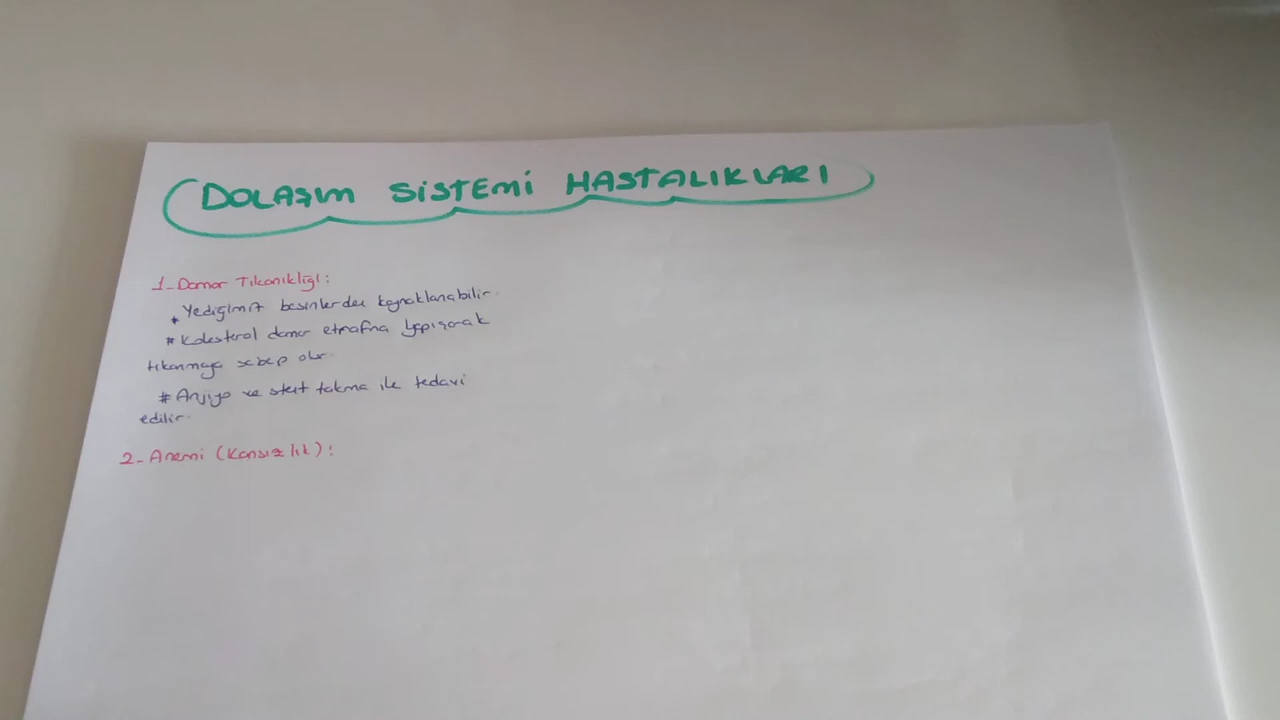 DOLAŞIM SİSTEMİ HASTALIKLARI
1- Damar Tıkanıklığı:
* Yediğimiz besinlerden kaynaklanabilir.
* Kolesterol damar etrafına yapışarak
tıkanmaya sebep olur.
* Anjiyo ve stent takma ile tedavi
edilir.
2- Anemi (Kansızlık):